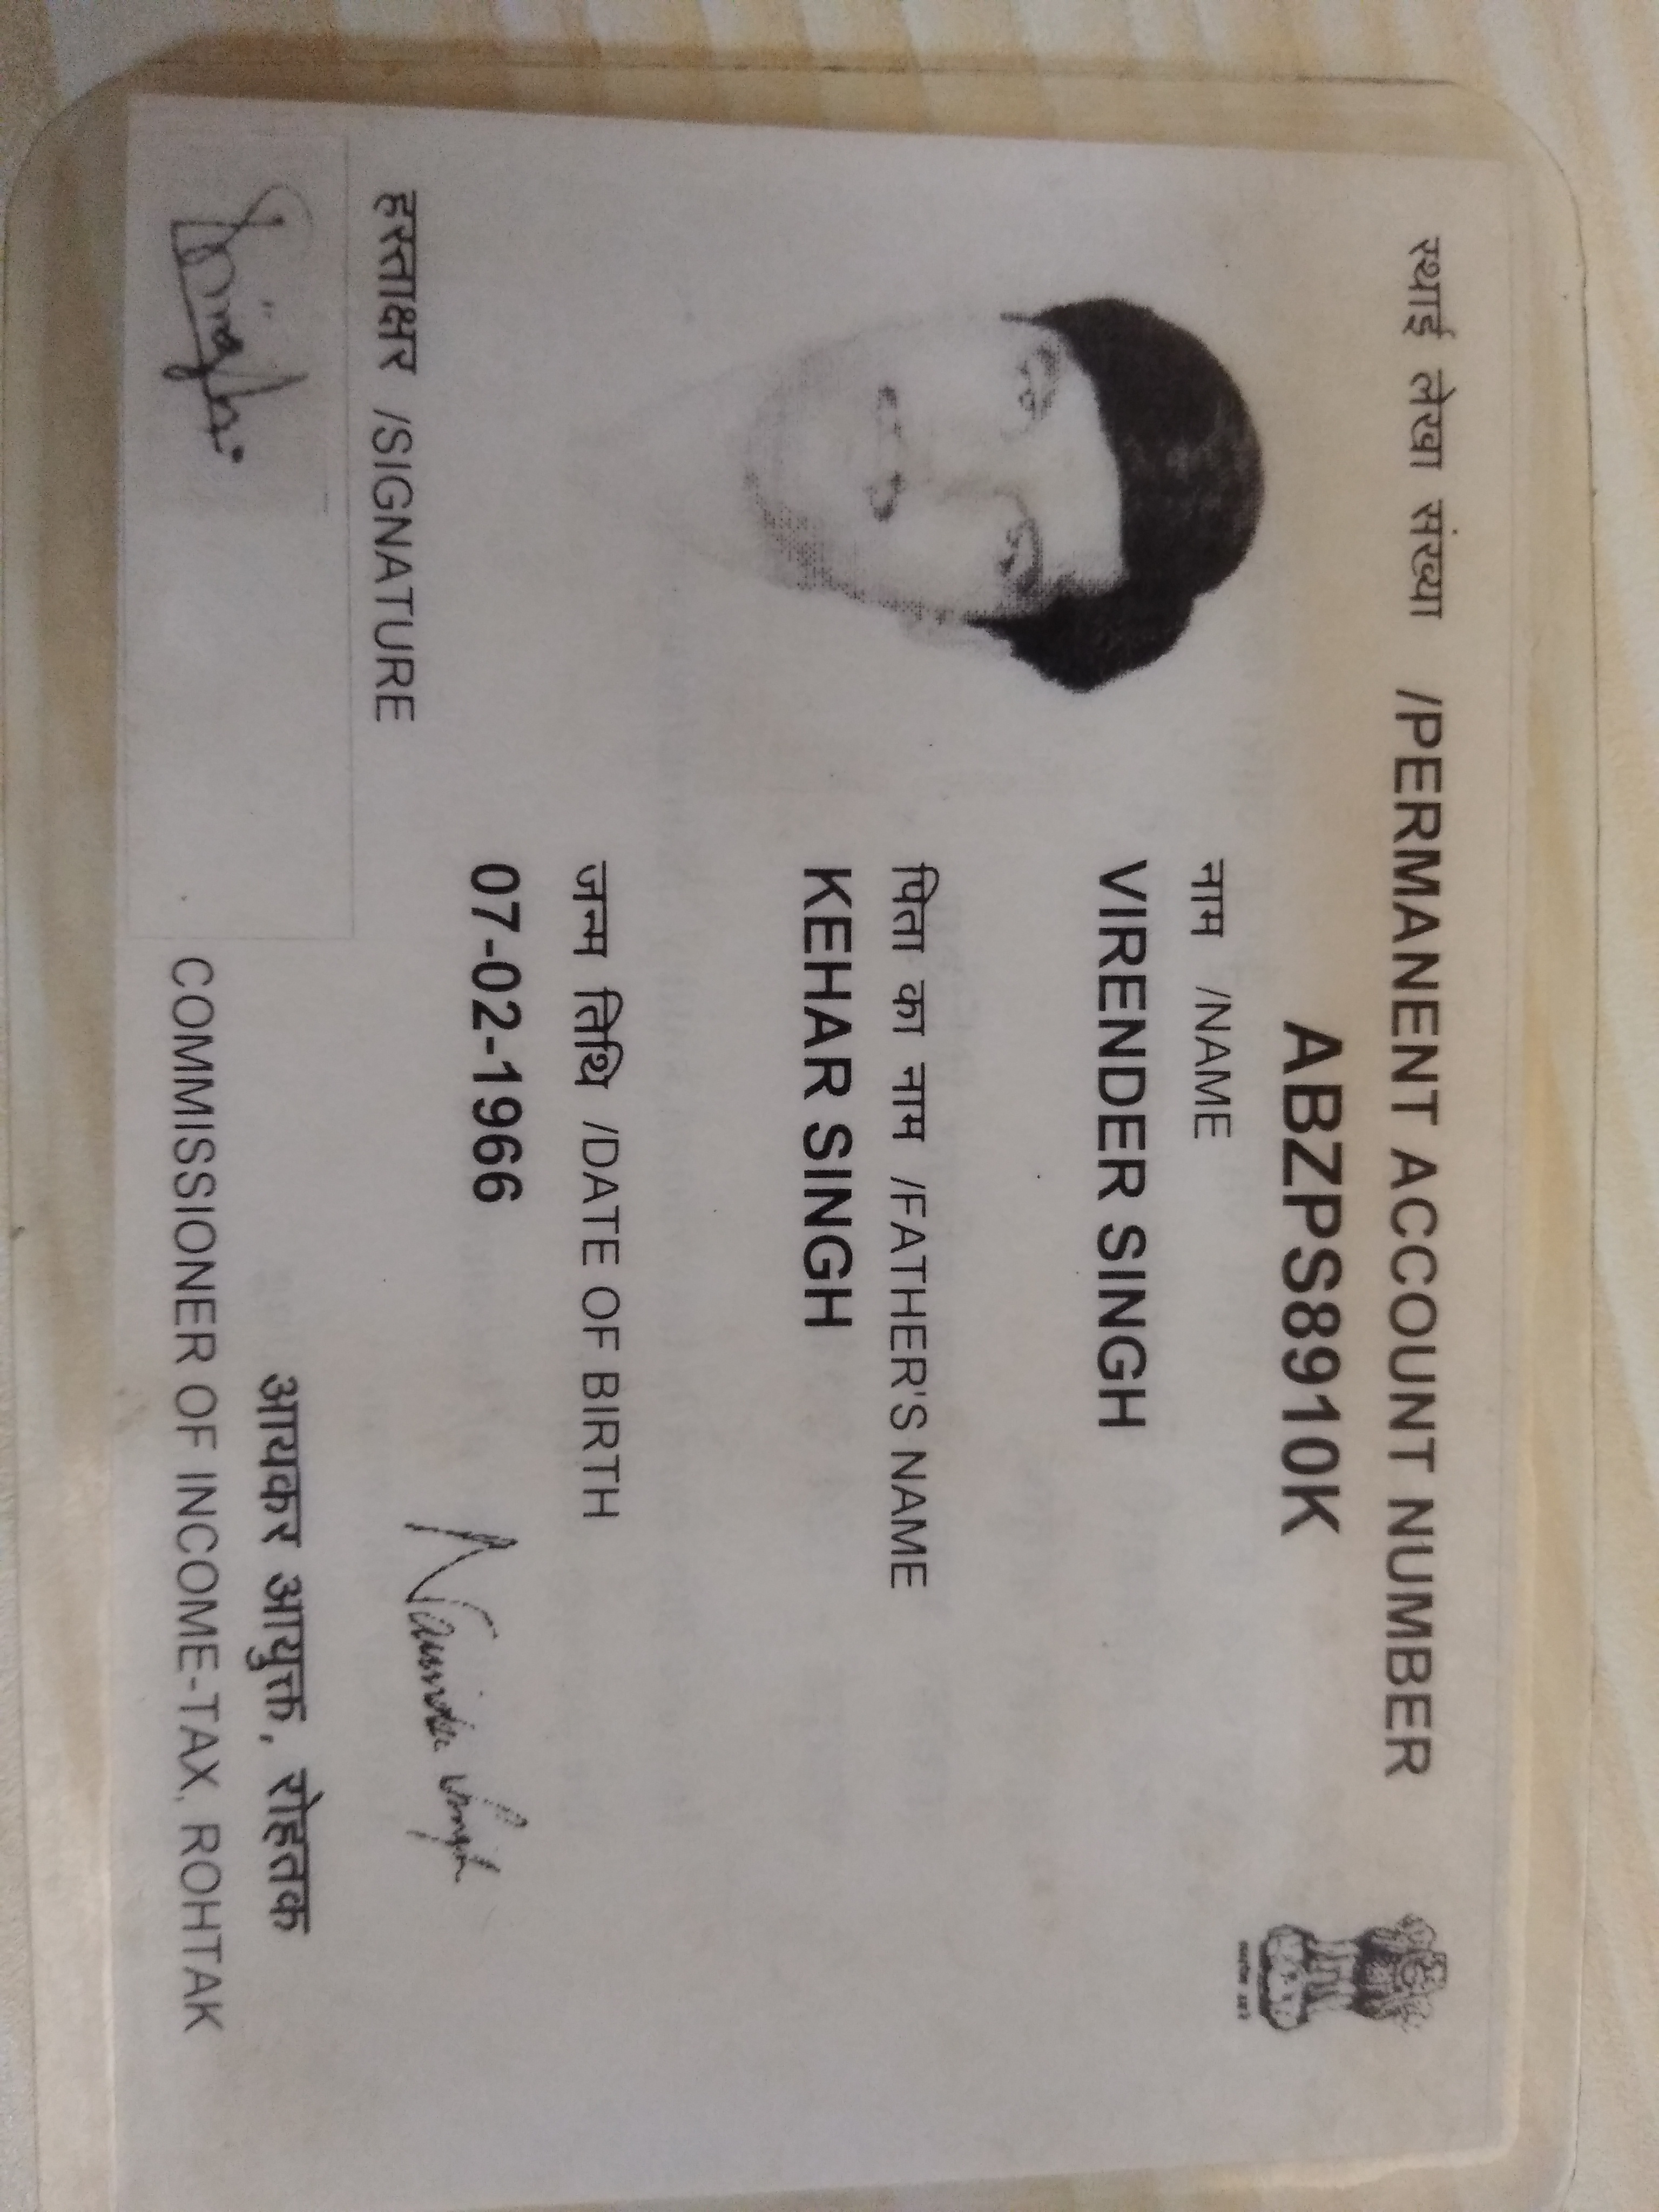 स्थाई लेखा संख्या /PERMANENT ACCOUNT NUMBER
ABZPS8910K
नाम /NAME
VIRENDER SINGH
पिता का नाम /FATHER'S NAME
KEHAR SINGH
जन्म तिथि /DATE OF BIRTH
07-02-1966
हस्ताक्षर /SIGNATURE
Singh.
आयकर आयुक्त, रोहतक
COMMISSIONER OF INCOME-TAX, ROHTAK